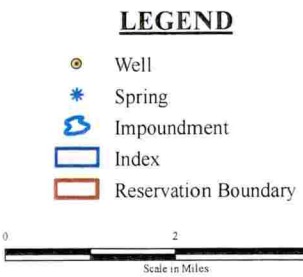 LEGEND
Well
Spring
Impoundment
Index
Reservation Boundary
0 2
Scale in Miles